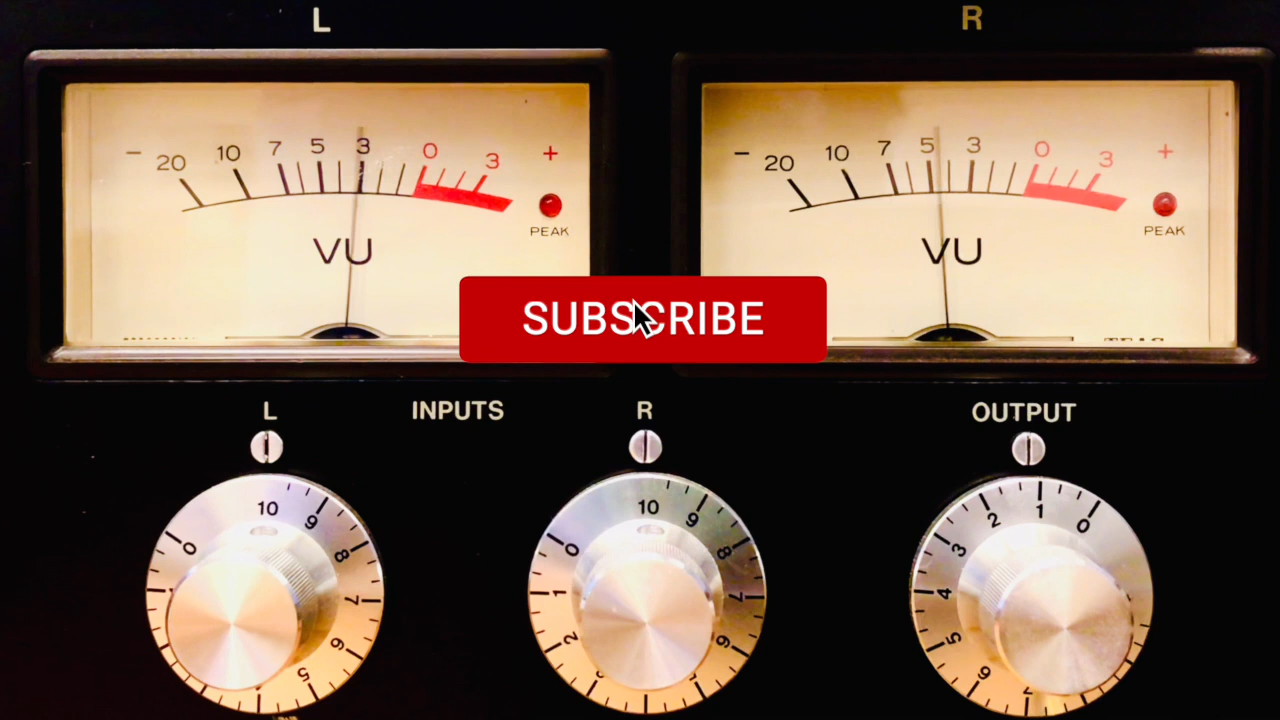 L R
- 20 10 7 5 3 0 3 +
PEAK
VU
- 20 10 7 5 3 0 3 +
PEAK
VU
SUBSCRIBE
TEAC
L INPUTS R OUTPUT
10 9 8 7 6 5 0
10 9 8 7 6 0 1 2
0 1 2 3 4 5 6